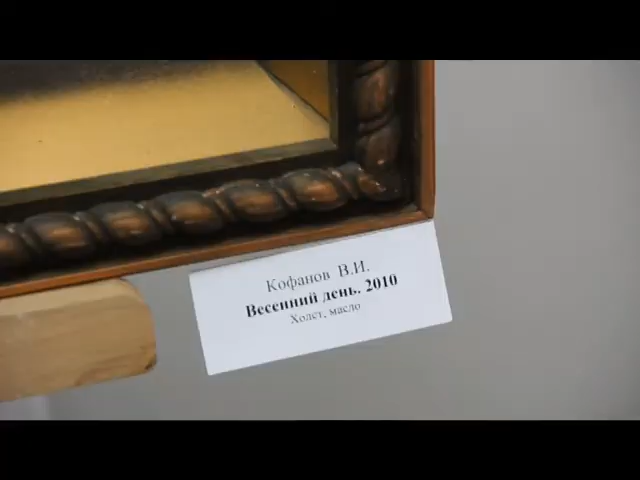 Кофанов В.И.
Весенний день. 2010
Холст, масло